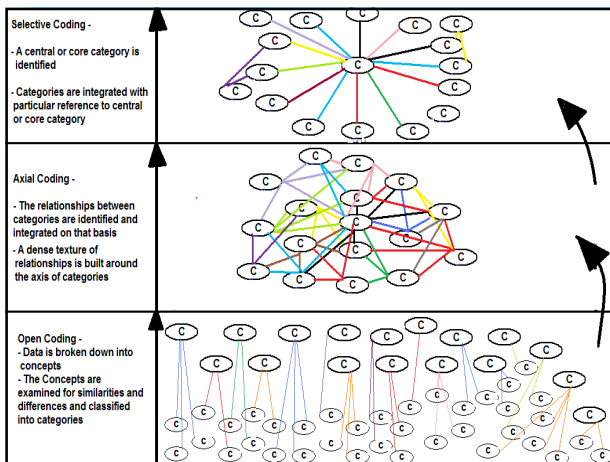 Selective Coding -
- A central or core category is
identified
- Categories are integrated with
particular reference to central
or core category
C C C C C
C C
C C C
C C
C C
C C C
Axial Coding -
- The relationships between
categories are identified and
integrated on that basis
- A dense texture of
relationships is built around
the axis of categories
C C
C C
C C C
C C C
C C C
C C C C
Open Coding -
- Data is broken down into
concepts
- The Concepts are
examined for similarities and
differences and classified
into categories
C C C C C C C C
C C C C C C C
C
c c c c c c c c c c
c c c c c c c c c c
c c c c c c c c c c